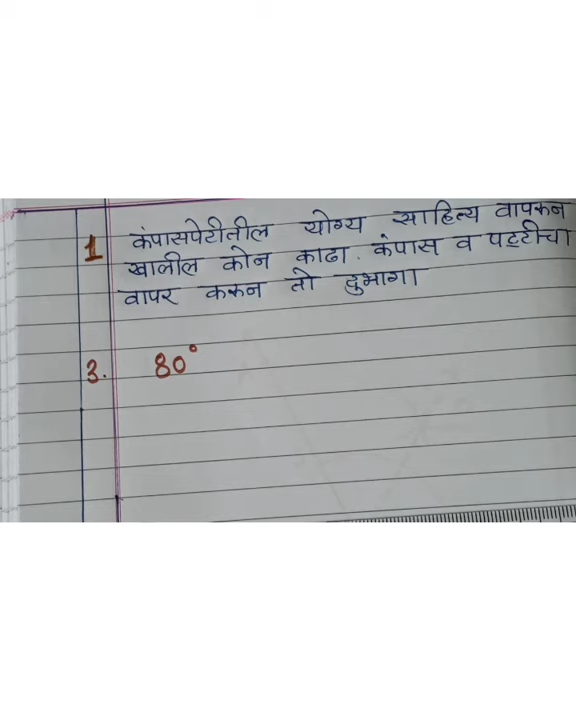 1 कंपासपेटीतील योग्य साहित्य वापरून
खालील कोन काढा. कंपास व पट्टीचा
वापर करून तो दुभागा
3. 80°